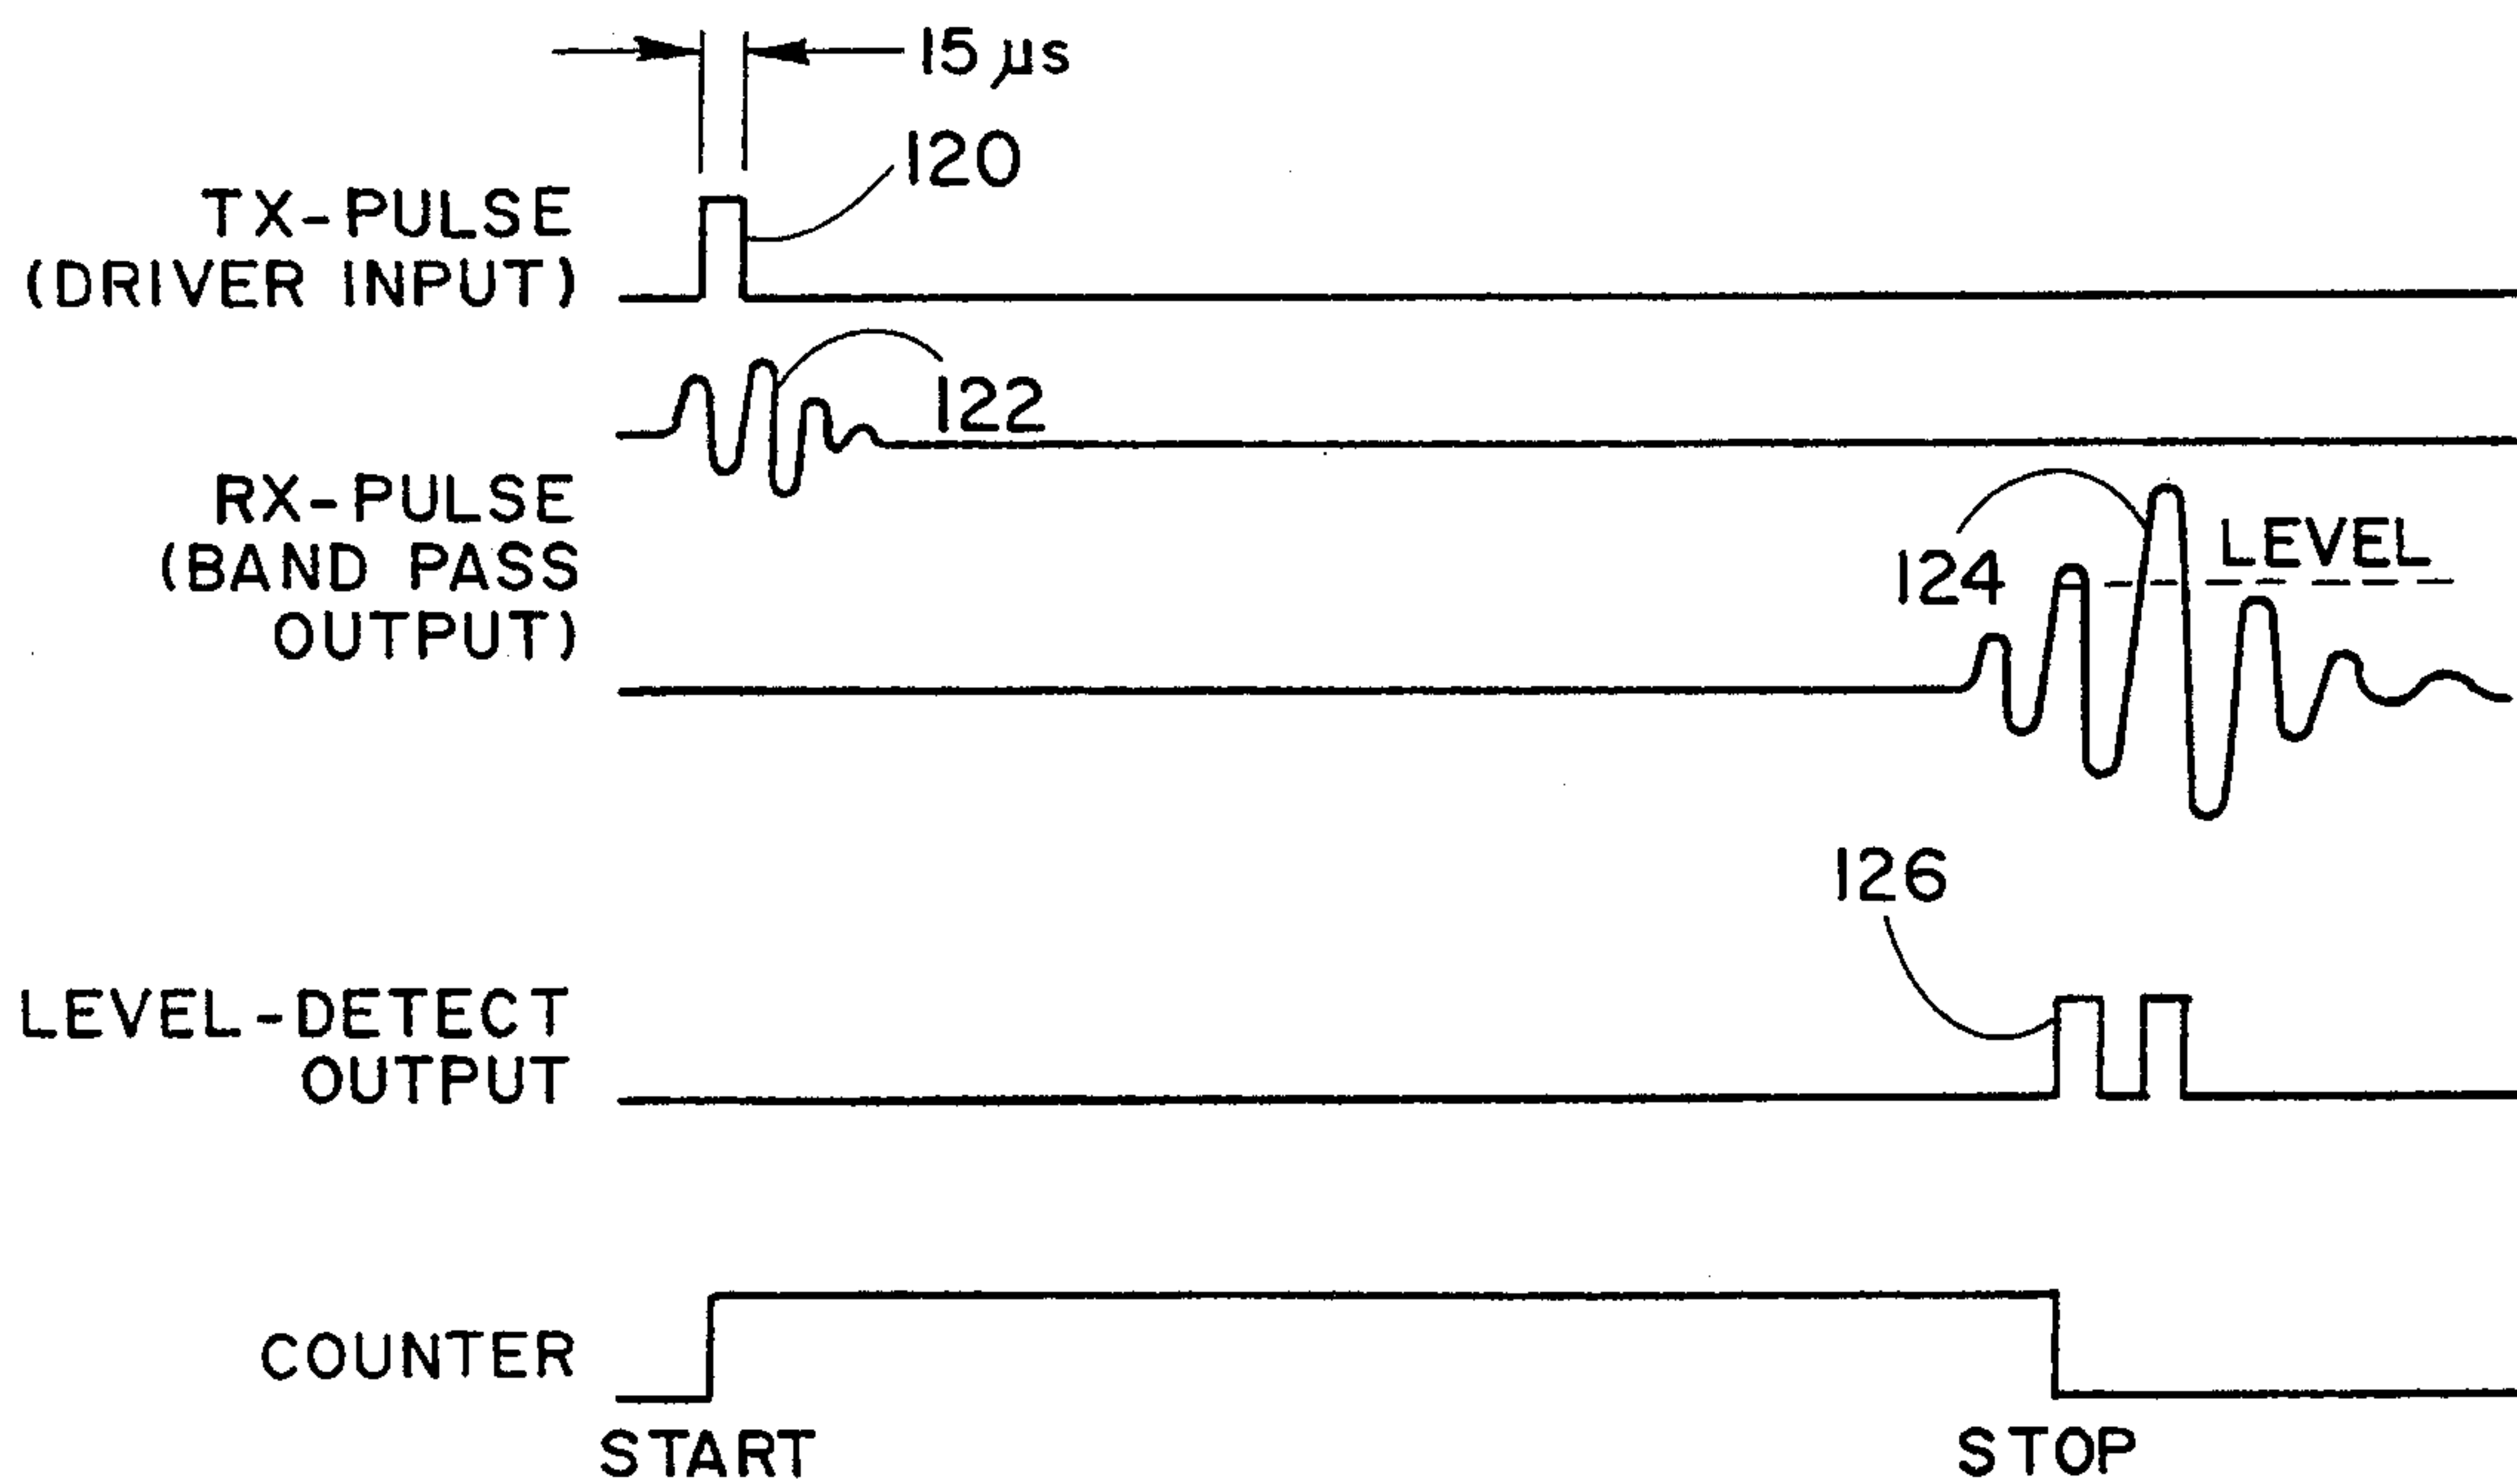 15 µs
120
TX-PULSE
(DRIVER INPUT)
122
RX-PULSE
(BAND PASS
OUTPUT)
124
LEVEL
126
LEVEL-DETECT
OUTPUT
COUNTER
START
STOP